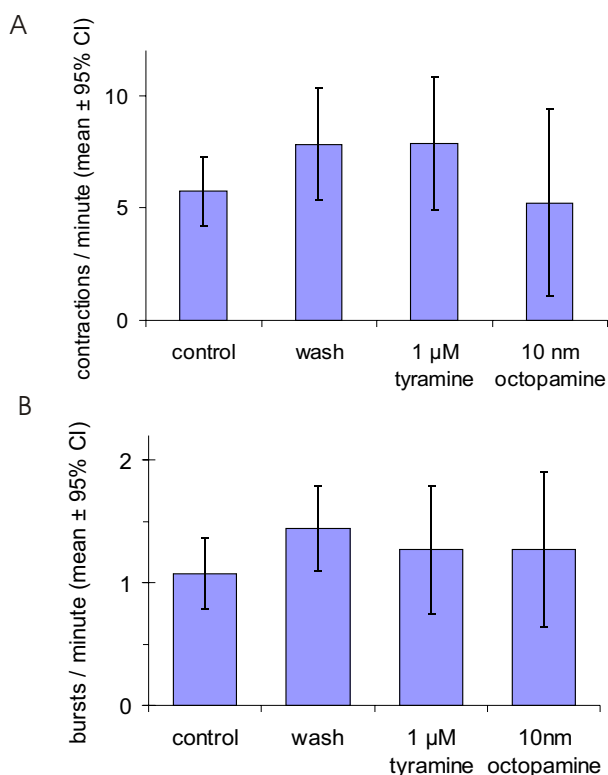 A
contractions / minute (mean ± 95% CI)
10
5
0
control wash 1 µM 10 nm
tyramine octopamine
B
bursts / minute (mean ± 95% CI)
2
1
0
control wash 1 µM 10nm
tyramine octopamine